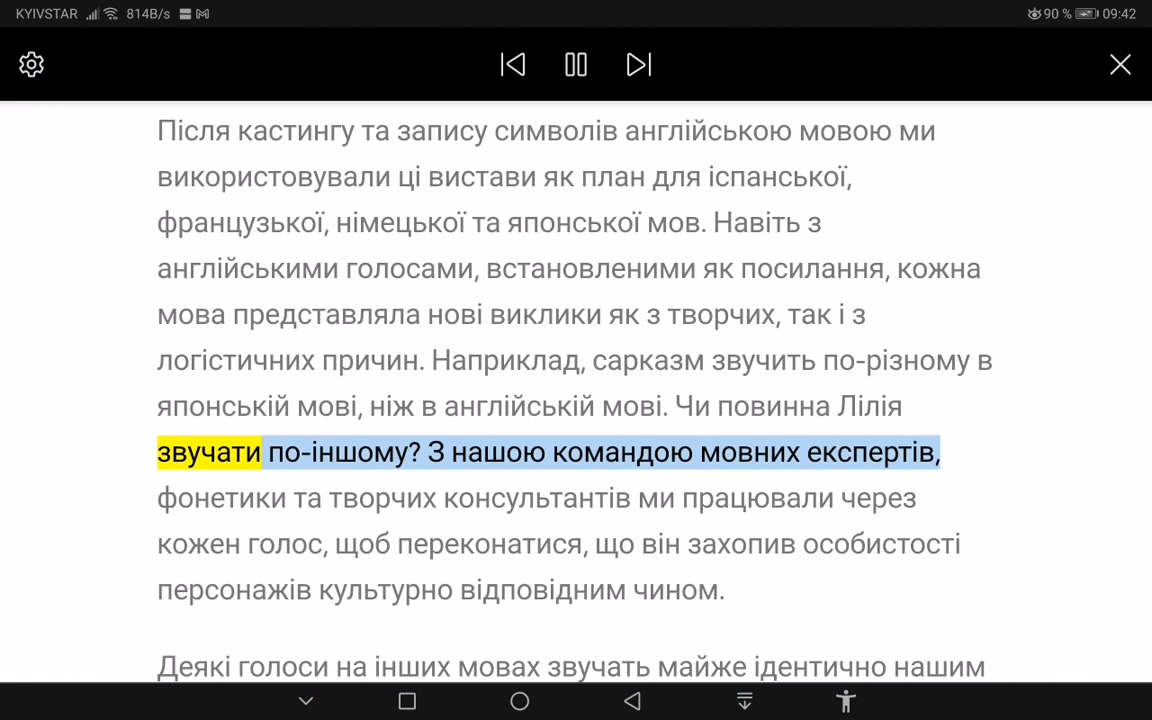 KYIVSTAR 814B/s 90 % 09:42
Після кастингу та запису символів англійською мовою ми
використовували ці вистави як план для іспанської,
французької, німецької та японської мов. Навіть з
англійськими голосами, встановленими як посилання, кожна
мова представляла нові виклики як з творчих, так і з
логістичних причин. Наприклад, сарказм звучить по-різному в
японській мові, ніж в англійській мові. Чи повинна Лілія
звучати по-іншому? З нашою командою мовних експертів,
фонетики та творчих консультантів ми працювали через
кожен голос, щоб переконатися, що він захопив особистості
персонажів культурно відповідним чином.
Деякі голоси на інших мовах звучать майже ідентично нашим